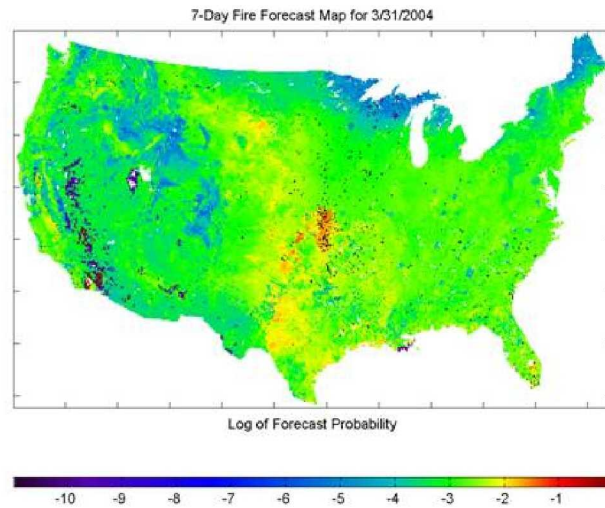 7-Day Fire Forecast Map for 3/31/2004
Log of Forecast Probability
-10 -9 -8 -7 -6 -5 -4 -3 -2 -1